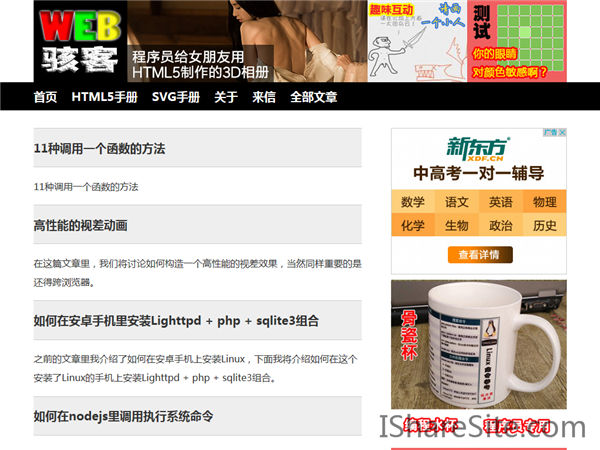 WEB
骇客
程序员给女朋友用
HTML5制作的3D相册
趣味互动
漫画
一个小人
测试
你的眼睛
对颜色敏感吗？
首页 HTML5手册 SVG手册 关于 来信 全部文章
11种调用一个函数的方法
11种调用一个函数的方法
高性能的视差动画
在这篇文章里，我们将讨论如何构造一个高性能的视差效果，当然同样重要的是
还得跨浏览器。
如何在安卓手机里安装Lighttpd + php + sqlite3组合
之前的文章里我介绍了如何在安卓手机上安装Linux，下面我将介绍如何在这个
安装了Linux的手机上安装Lighttpd + php + sqlite3组合。
如何在nodejs里调用执行系统命令
新东方
XDF.CN
中高考一对一辅导
数学 语文 英语 物理
化学 生物 政治 历史
查看详情
骨瓷杯
Linux
编程水杯 程序员专用
IShareSite.com